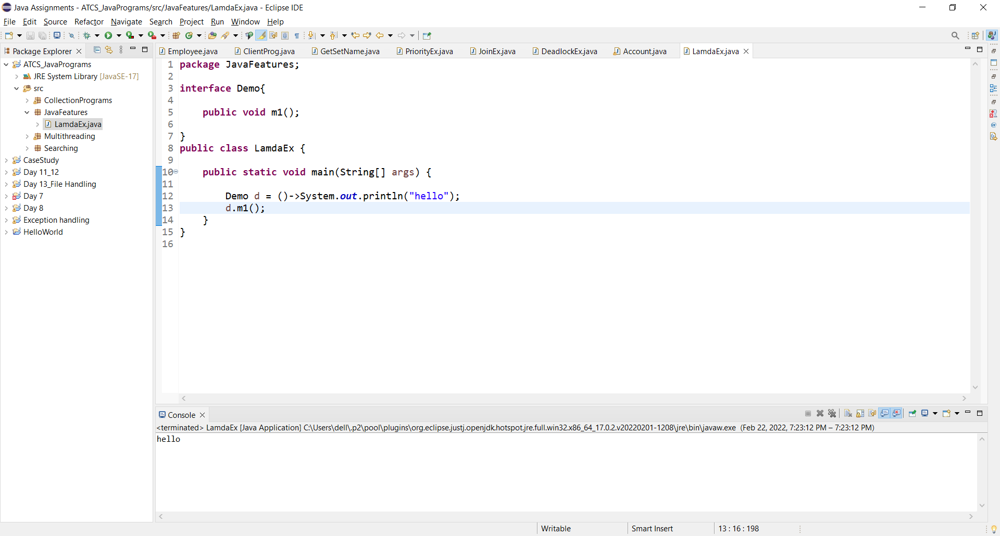 Java Assignments - ATCS_JavaPrograms/src/JavaFeatures/LamdaEx.java - Eclipse IDE
File Edit Source Refactor Navigate Search Project Run Window Help
Package Explorer
ATCS_JavaPrograms
JRE System Library [JavaSE-17]
src
CollectionPrograms
JavaFeatures
LamdaEx.java
Multithreading
Searching
CaseStudy
Day 11_12
Day 13_File Handling
Day 7
Day 8
Exception handling
HelloWorld
Employee.java ClientProg.java GetSetName.java PriorityEx.java JoinEx.java DeadlockEx.java Account.java LamdaEx.java
1 package JavaFeatures;
2
3 interface Demo{
4
5     public void m1();
6
7 }
8 public class LamdaEx {
9
10     public static void main(String[] args) {
11
12         Demo d = ()->System.out.println("hello");
13         d.m1();
14     }
15 }
16
Console
<terminated> LamdaEx [Java Application] C:\Users\dell\.p2\pool\plugins\org.eclipse.justj.openjdk.hotspot.jre.full.win32.x86_64_17.0.2.v20220201-1208\jre\bin\javaw.exe (Feb 22, 2022, 7:23:12 PM – 7:23:12 PM)
hello
Writable Smart Insert 13 : 16 : 198